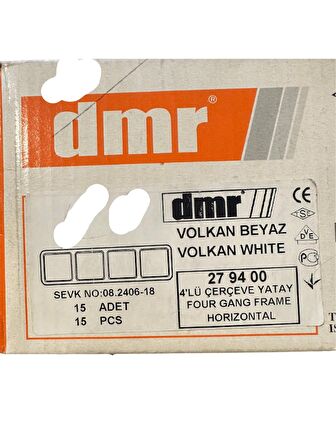 dmr®
dmr
VOLKAN BEYAZ
VOLKAN WHITE
27 94 00
4'LÜ ÇERÇEVE YATAY
FOUR GANG FRAME
HORIZONTAL
SEVK NO:08.2406-18
15 ADET
15 PCS
CE